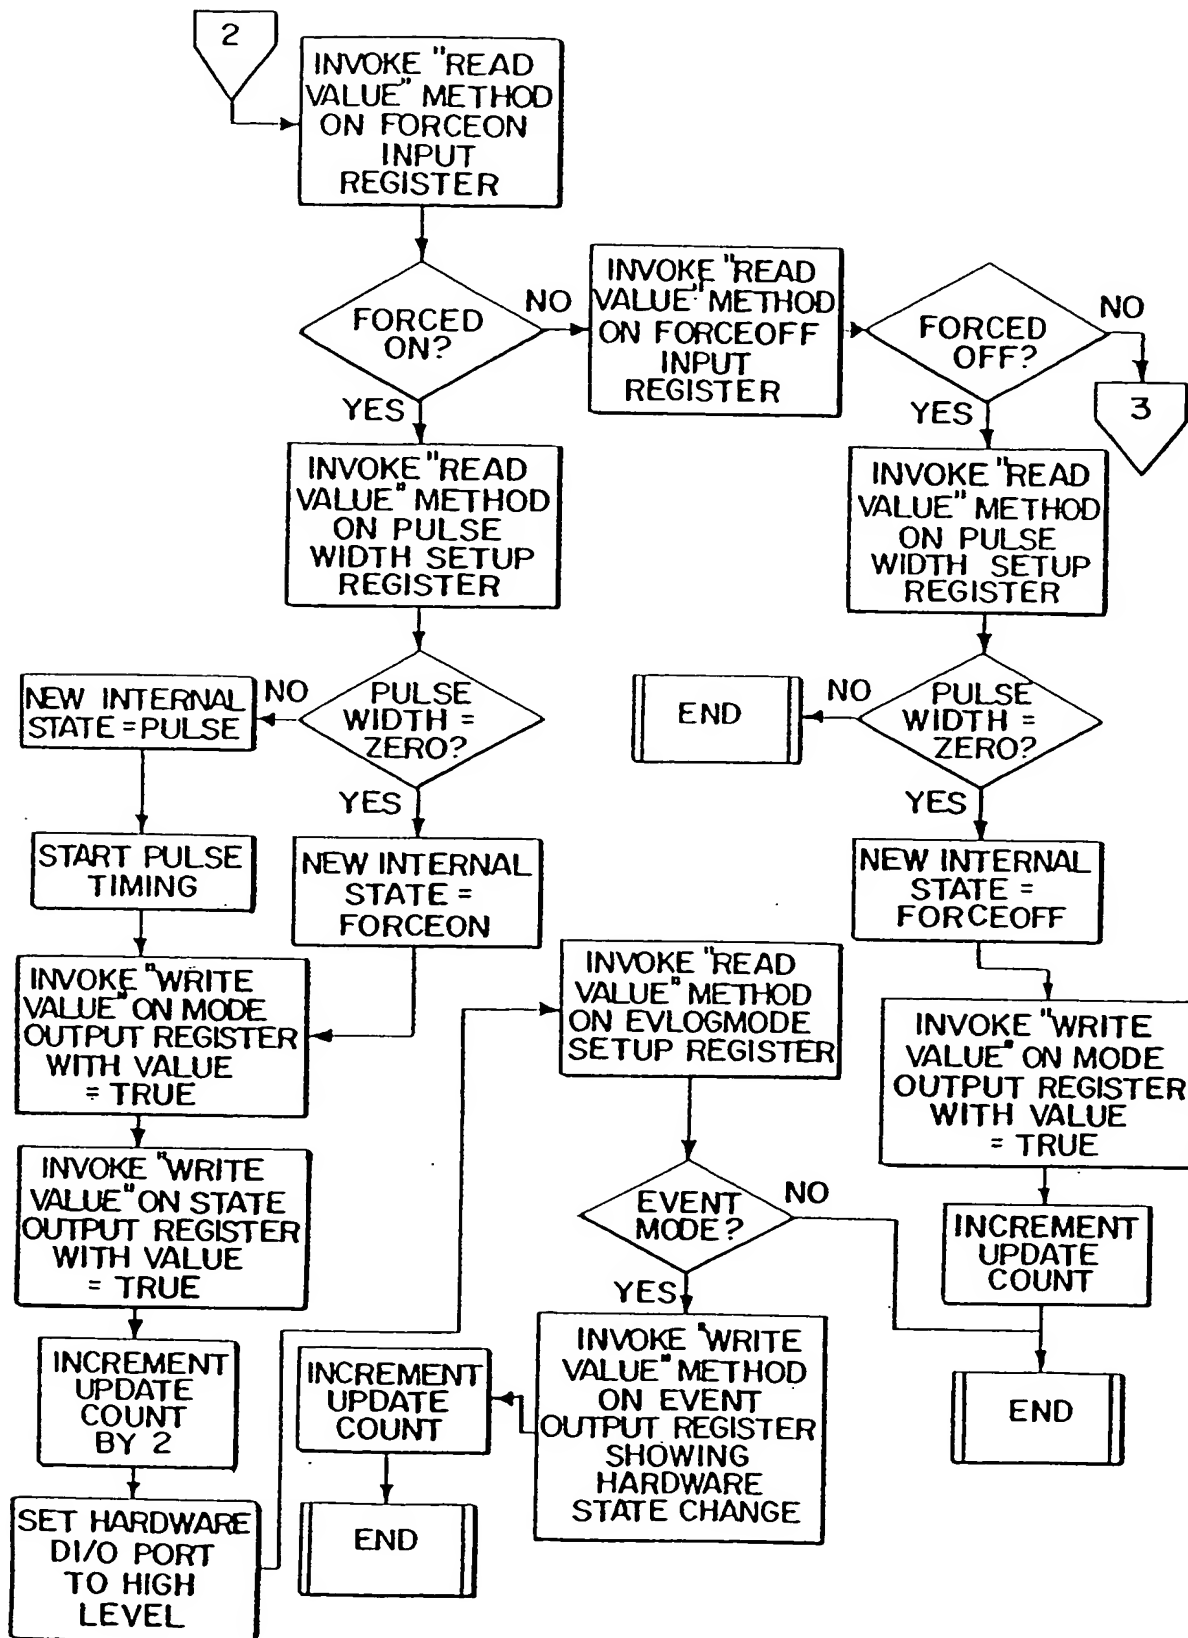 2
INVOKE "READ
VALUE" METHOD
ON FORCEON
INPUT
REGISTER
FORCED
ON?
NO
INVOKE "READ
VALUE" METHOD
ON FORCEOFF
INPUT
REGISTER
FORCED
OFF?
NO
3
YES
INVOKE "READ
VALUE" METHOD
ON PULSE
WIDTH SETUP
REGISTER
YES
INVOKE "READ
VALUE" METHOD
ON PULSE
WIDTH SETUP
REGISTER
PULSE
WIDTH =
ZERO?
NO
NEW INTERNAL
STATE = PULSE
PULSE
WIDTH =
ZERO?
NO
END
YES
YES
START PULSE
TIMING
NEW INTERNAL
STATE =
FORCEON
NEW INTERNAL
STATE =
FORCEOFF
INVOKE "WRITE
VALUE" ON MODE
OUTPUT REGISTER
WITH VALUE
= TRUE
INVOKE "READ
VALUE" METHOD
ON EVLOGMODE
SETUP REGISTER
INVOKE "WRITE
VALUE" ON MODE
OUTPUT REGISTER
WITH VALUE
= TRUE
INVOKE "WRITE
VALUE" ON STATE
OUTPUT REGISTER
WITH VALUE
= TRUE
EVENT
MODE?
NO
YES
INCREMENT
UPDATE
COUNT
INCREMENT
UPDATE
COUNT
BY 2
INVOKE "WRITE
VALUE" METHOD
ON EVENT
OUTPUT REGISTER
SHOWING
HARDWARE
STATE CHANGE
INCREMENT
UPDATE
COUNT
END
END
SET HARDWARE
DI/O PORT
TO HIGH
LEVEL